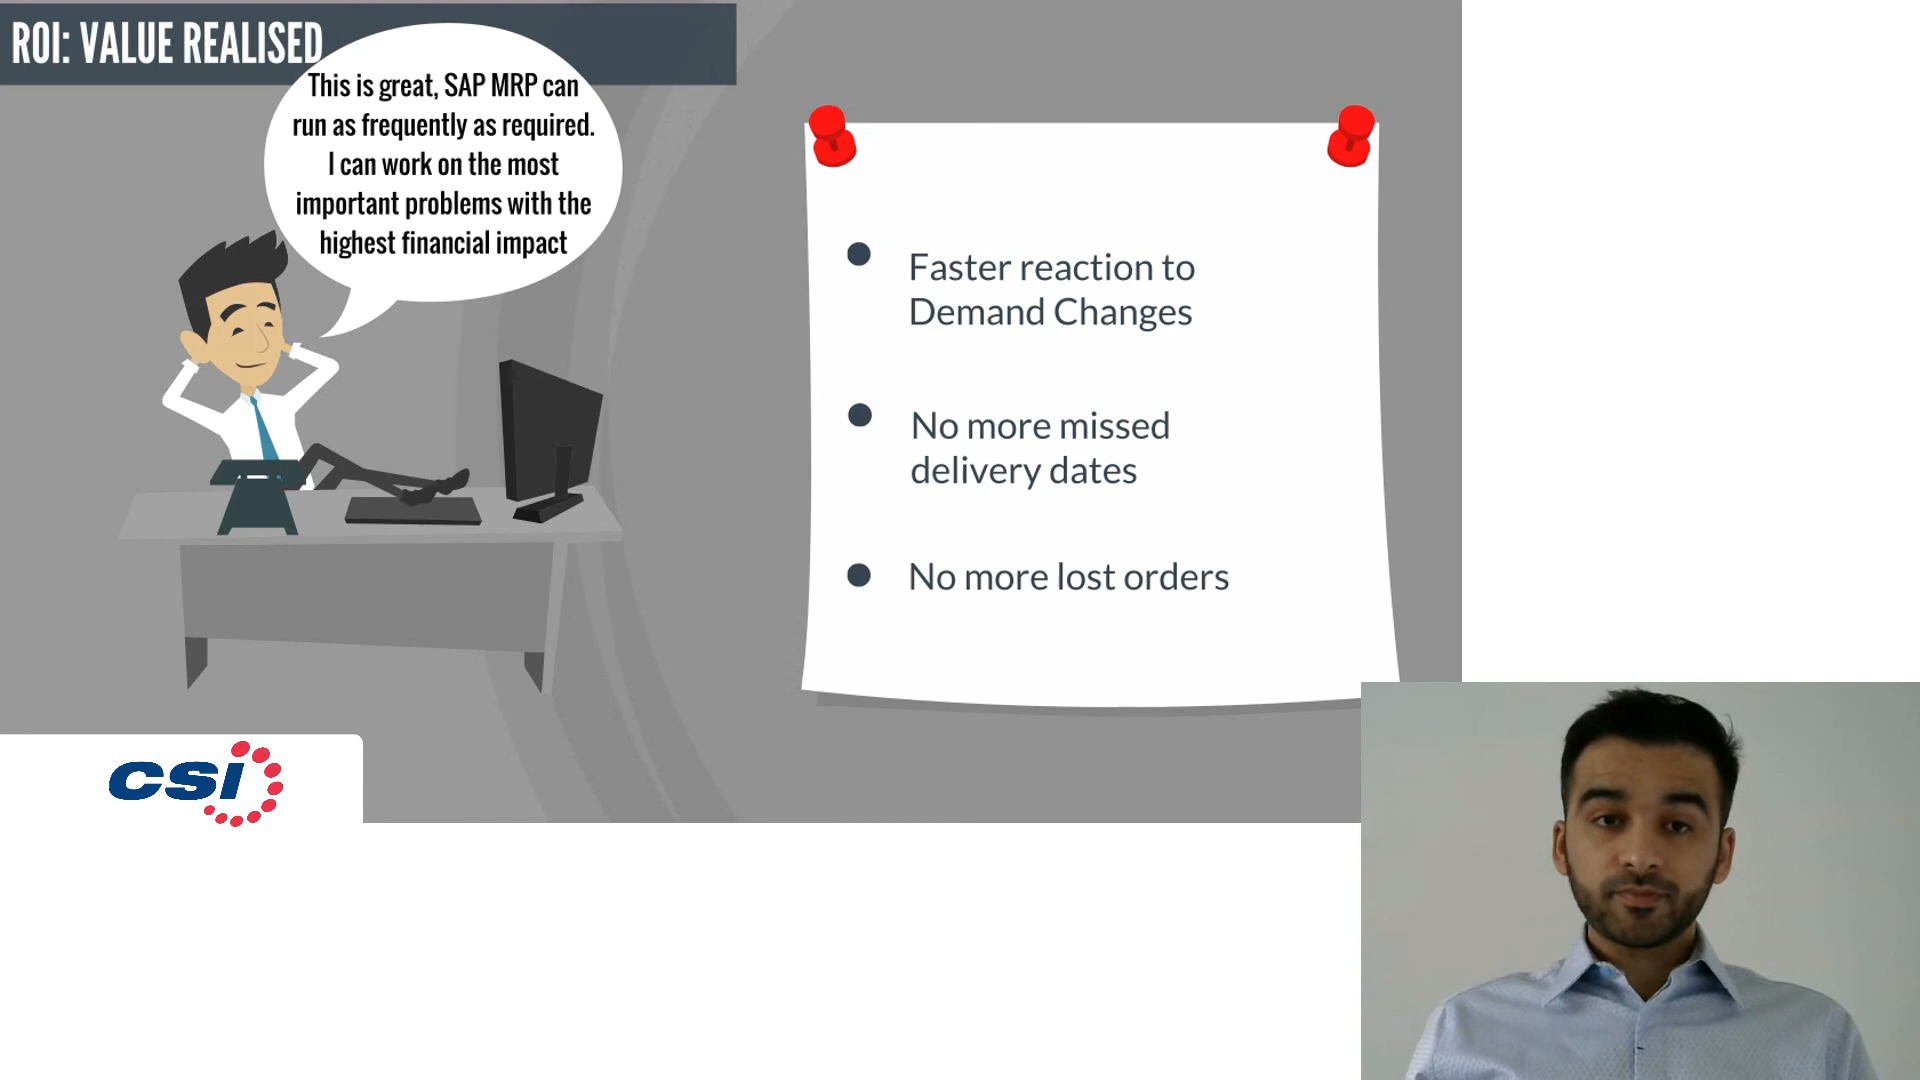 ROI: VALUE REALISED
This is great, SAP MRP can
run as frequently as required.
I can work on the most
important problems with the
highest financial impact
Faster reaction to
Demand Changes
No more missed
delivery dates
No more lost orders
CSI